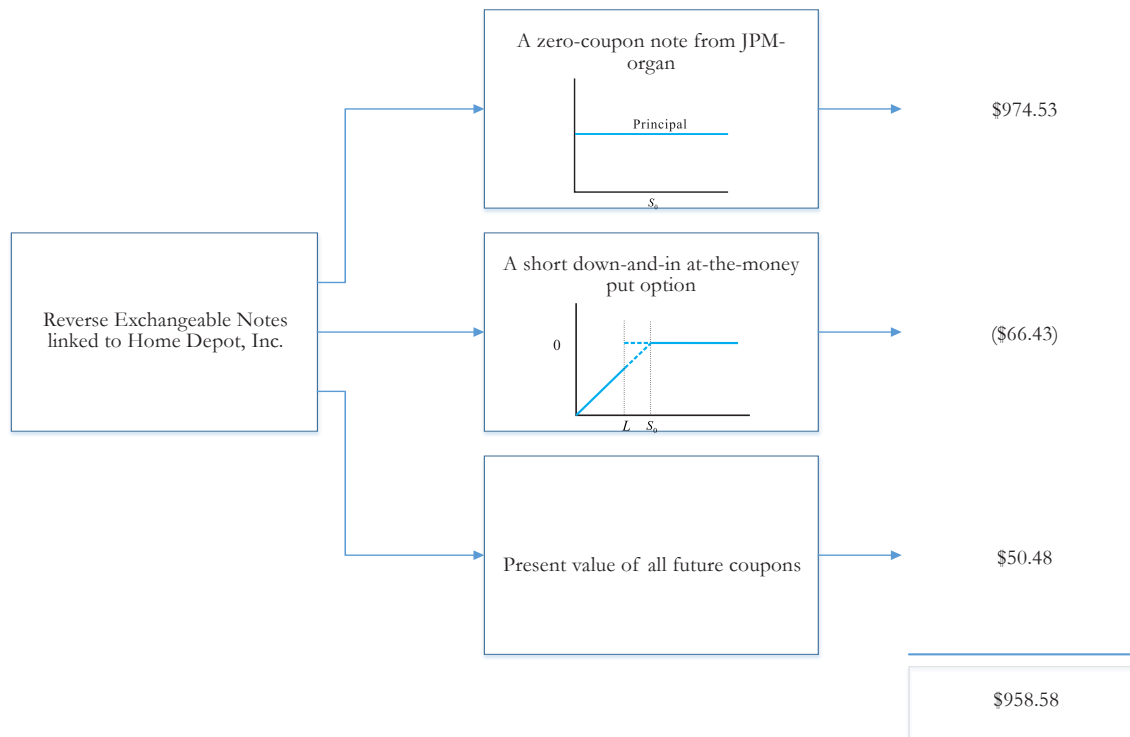 A zero-coupon note from JPM-
organ
Principal
S₀
$974.53
Reverse Exchangeable Notes
linked to Home Depot, Inc.
A short down-and-in at-the-money
put option
0
L S₀
($66.43)
Present value of all future coupons
$50.48
$958.58